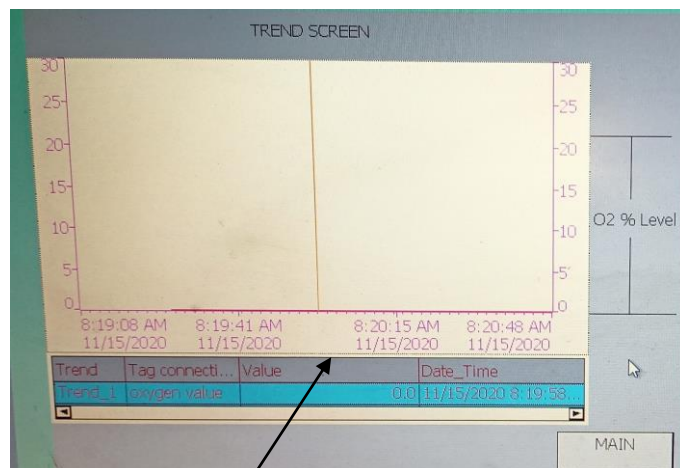 TREND SCREEN
30 30
25 25
20 20
15 15
10 10
5 5
0 0
O2 % Level
8:19:08 AM 8:19:41 AM 8:20:15 AM 8:20:48 AM
11/15/2020 11/15/2020 11/15/2020 11/15/2020
Trend Tag connecti... Value Date_Time
Trend_1 oxygen value 0.0 11/15/2020 8:19:58...
MAIN